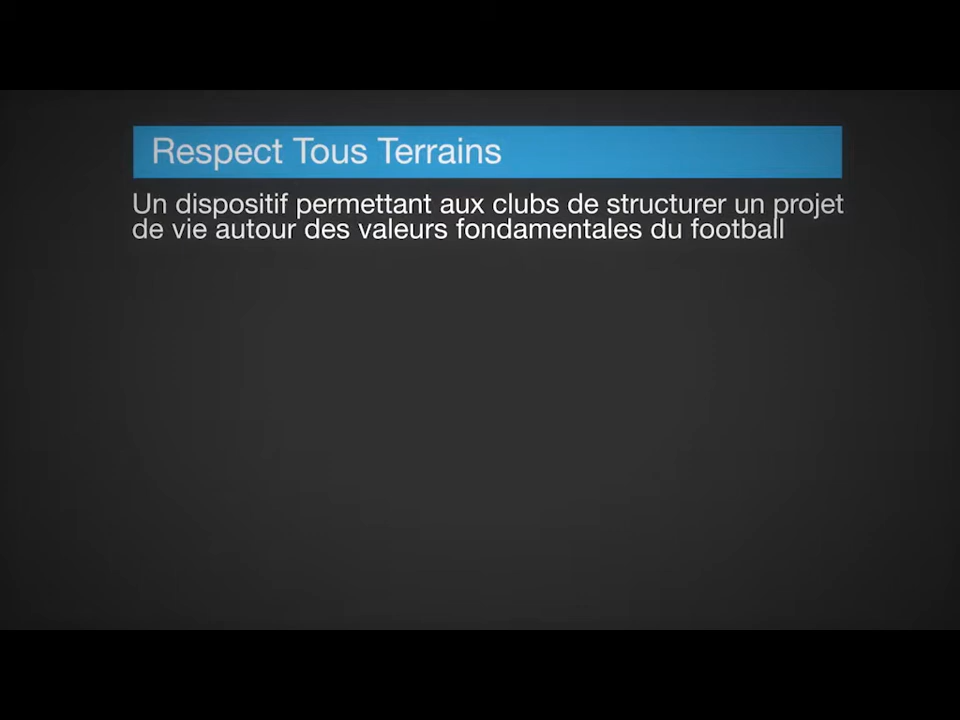 Respect Tous Terrains
Un dispositif permettant aux clubs de structurer un projet
de vie autour des valeurs fondamentales du football